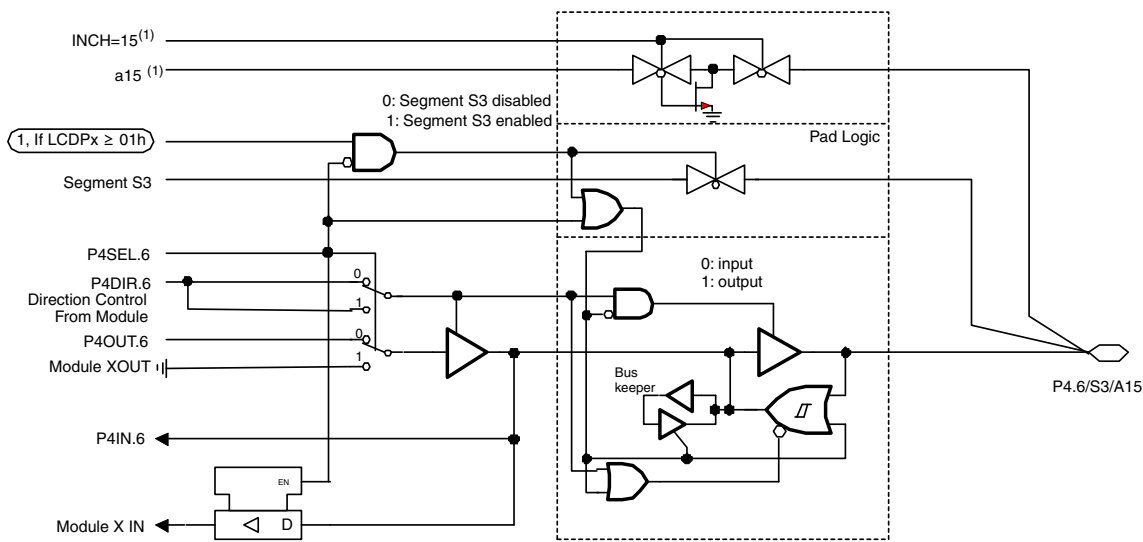 INCH=15(1)
a15 (1)
0: Segment S3 disabled
1: Segment S3 enabled
1, If LCDPx ≥ 01h
Pad Logic
Segment S3
P4SEL.6
0: input
1: output
P4DIR.6
0
Direction Control
From Module
1
P4OUT.6
0
Module XOUT
1
Bus
keeper
P4.6/S3/A15
P4IN.6
EN
Module X IN
D